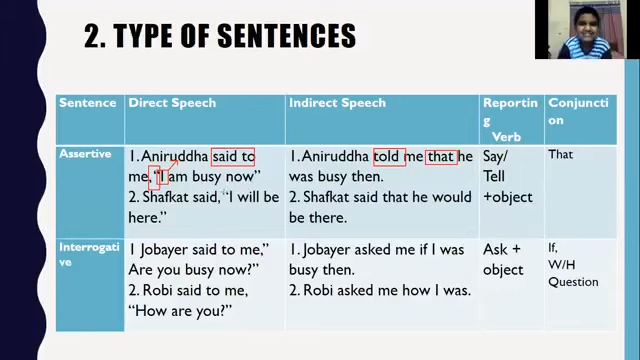 2. TYPE OF SENTENCES
Sentence Direct Speech Indirect Speech Reportin
g
Verb Conjuncti
on
Assertive 1. Aniruddha said to
me, "I am busy now"
2. Shafkat said, "I will be
here." 1. Aniruddha told me that he
was busy then.
2. Shafkat said that he would
be there. Say/
Tell
+object That
Interrogati
ve 1 Jobayer said to me,"
Are you busy now?"
2. Robi said to me,
"How are you?" 1. Jobayer asked me if I was
busy then.
2. Robi asked me how I was. Ask +
object If,
W/H
Question